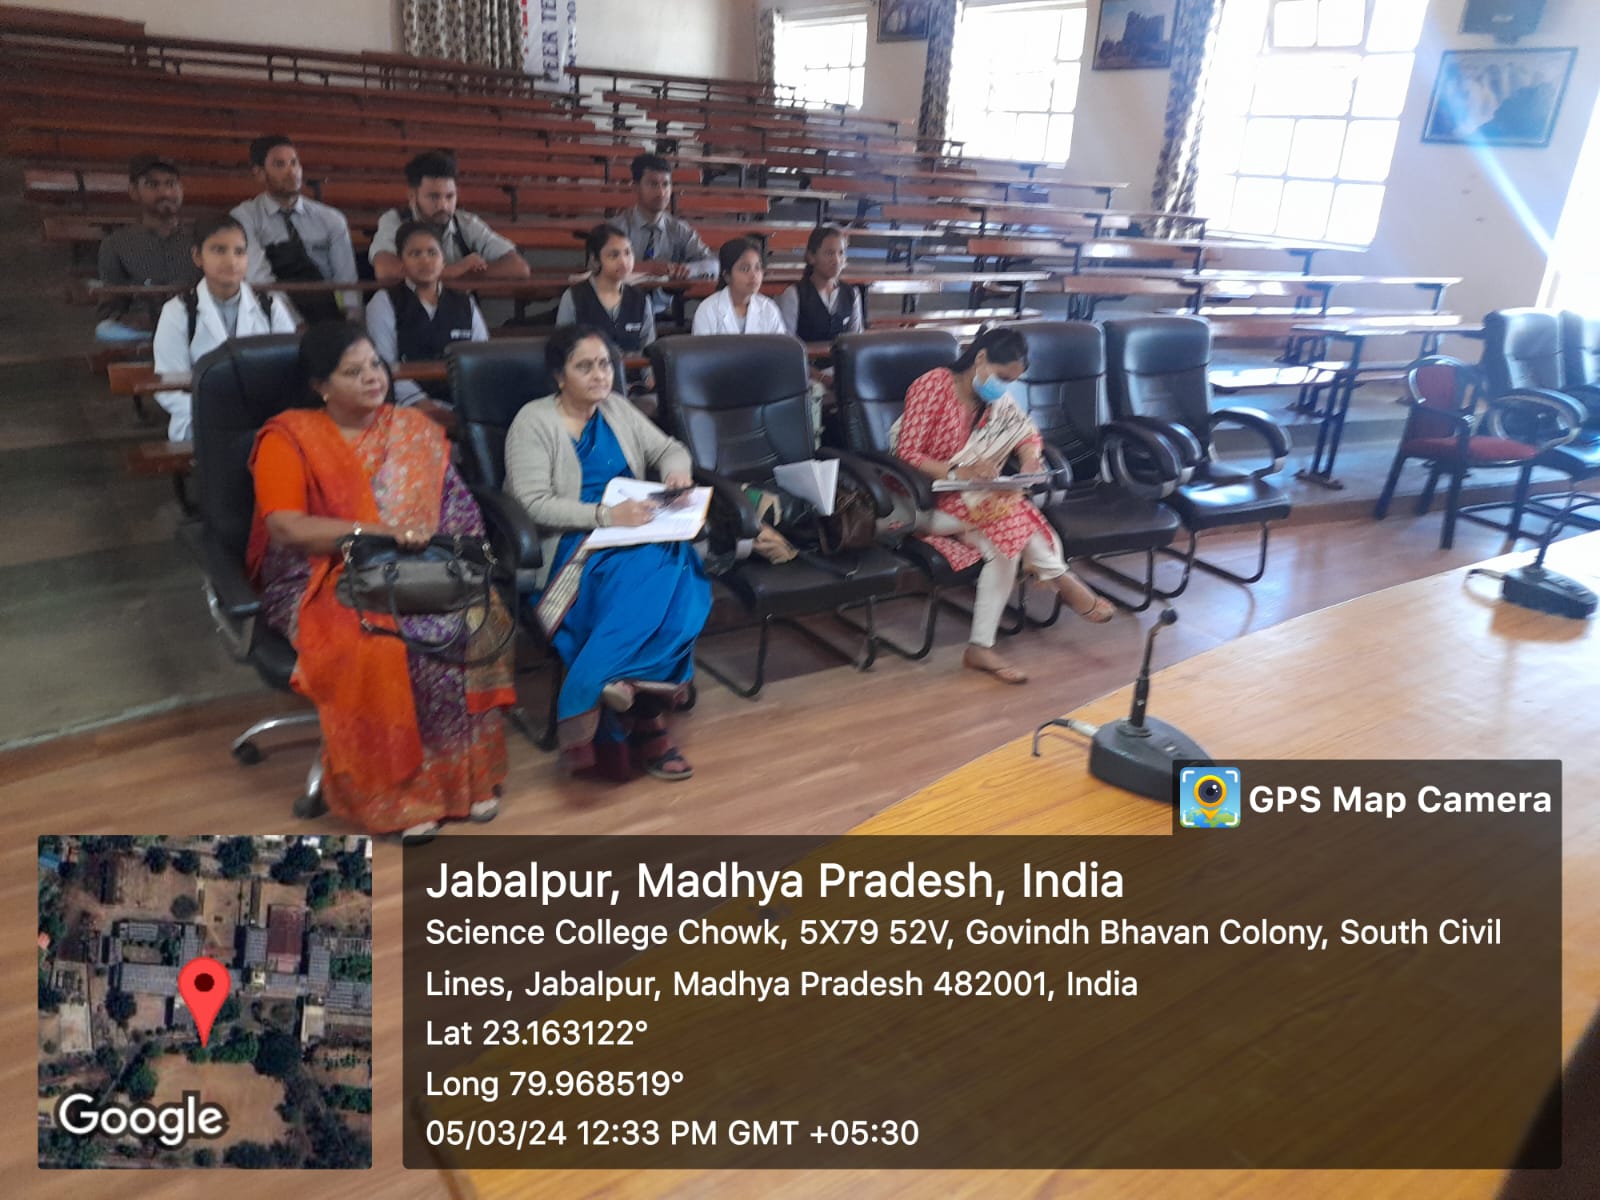 PEER TE
GPS Map Camera
Jabalpur, Madhya Pradesh, India
Science College Chowk, 5X79 52V, Govindh Bhavan Colony, South Civil
Lines, Jabalpur, Madhya Pradesh 482001, India
Lat 23.163122°
Long 79.968519°
05/03/24 12:33 PM GMT +05:30
Google